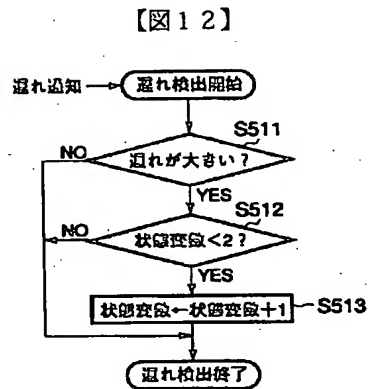 【図12】
遅れ通知
遅れ検出開始
S511
NO
遅れが大きい？
YES
S512
NO
状態変数<2？
YES
状態変数←状態変数+1
S513
遅れ検出終了